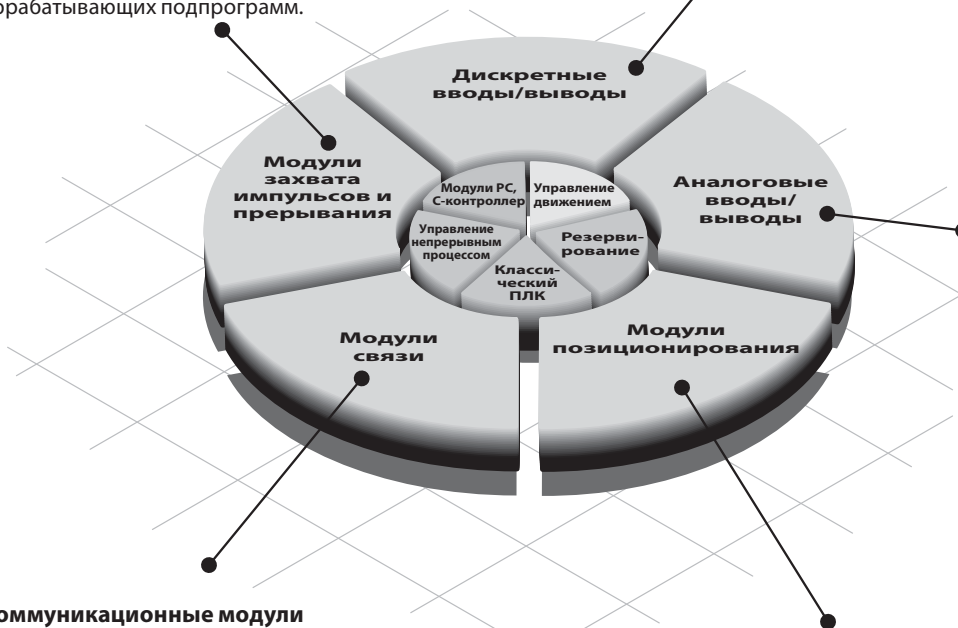 рабатывающих подпрограмм.
Дискретные
вводы/выводы
Модули
захвата
импульсов и
прерывания
Аналоговые
вводы/
выводы
Модули PC,
С-контроллер
Управление
движением
Управление
непрерывным
процессом
Резерви-
рование
Класси-
ческий
ПЛК
Модули
связи
Модули
позиционирования
оммуникационные модули